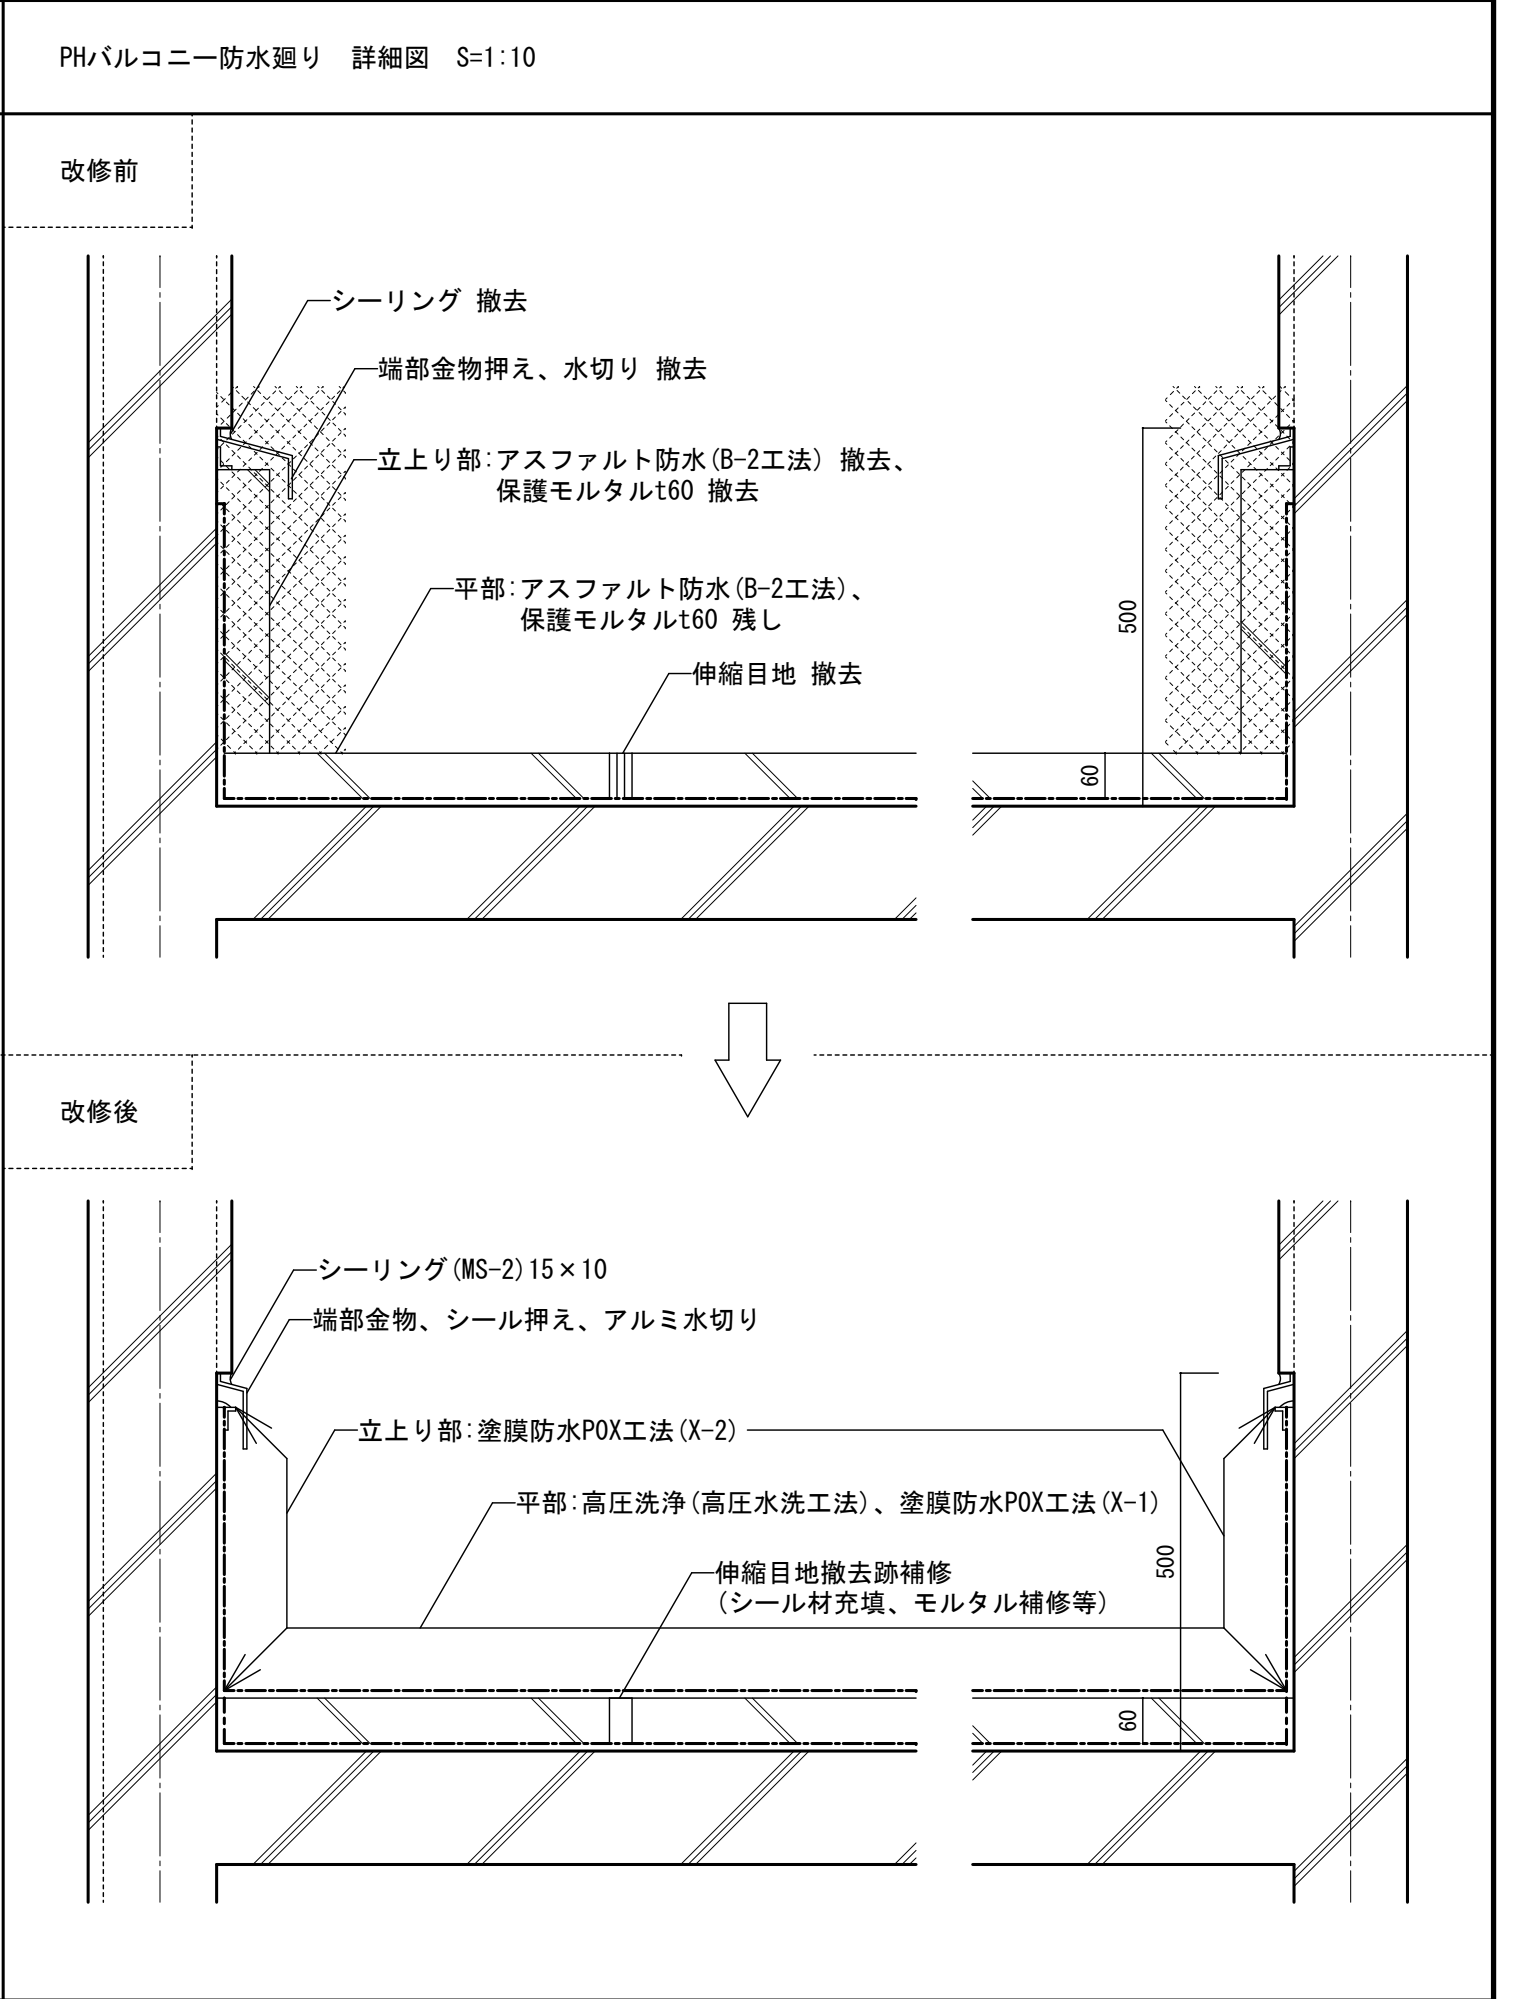 PHバルコニー防水廻り　詳細図　S=1:10
改修前
シーリング 撤去
端部金物押え、水切り 撤去
立上り部:アスファルト防水(B-2工法) 撤去、
保護モルタルt60 撤去
平部:アスファルト防水(B-2工法)、
保護モルタルt60 残し
伸縮目地 撤去
500
60
改修後
シーリング(MS-2)15×10
端部金物、シール押え、アルミ水切り
立上り部:塗膜防水POX工法(X-2)
平部:高圧洗浄(高圧水洗工法)、塗膜防水POX工法(X-1)
伸縮目地撤去跡補修
(シール材充填、モルタル補修等)
500
60